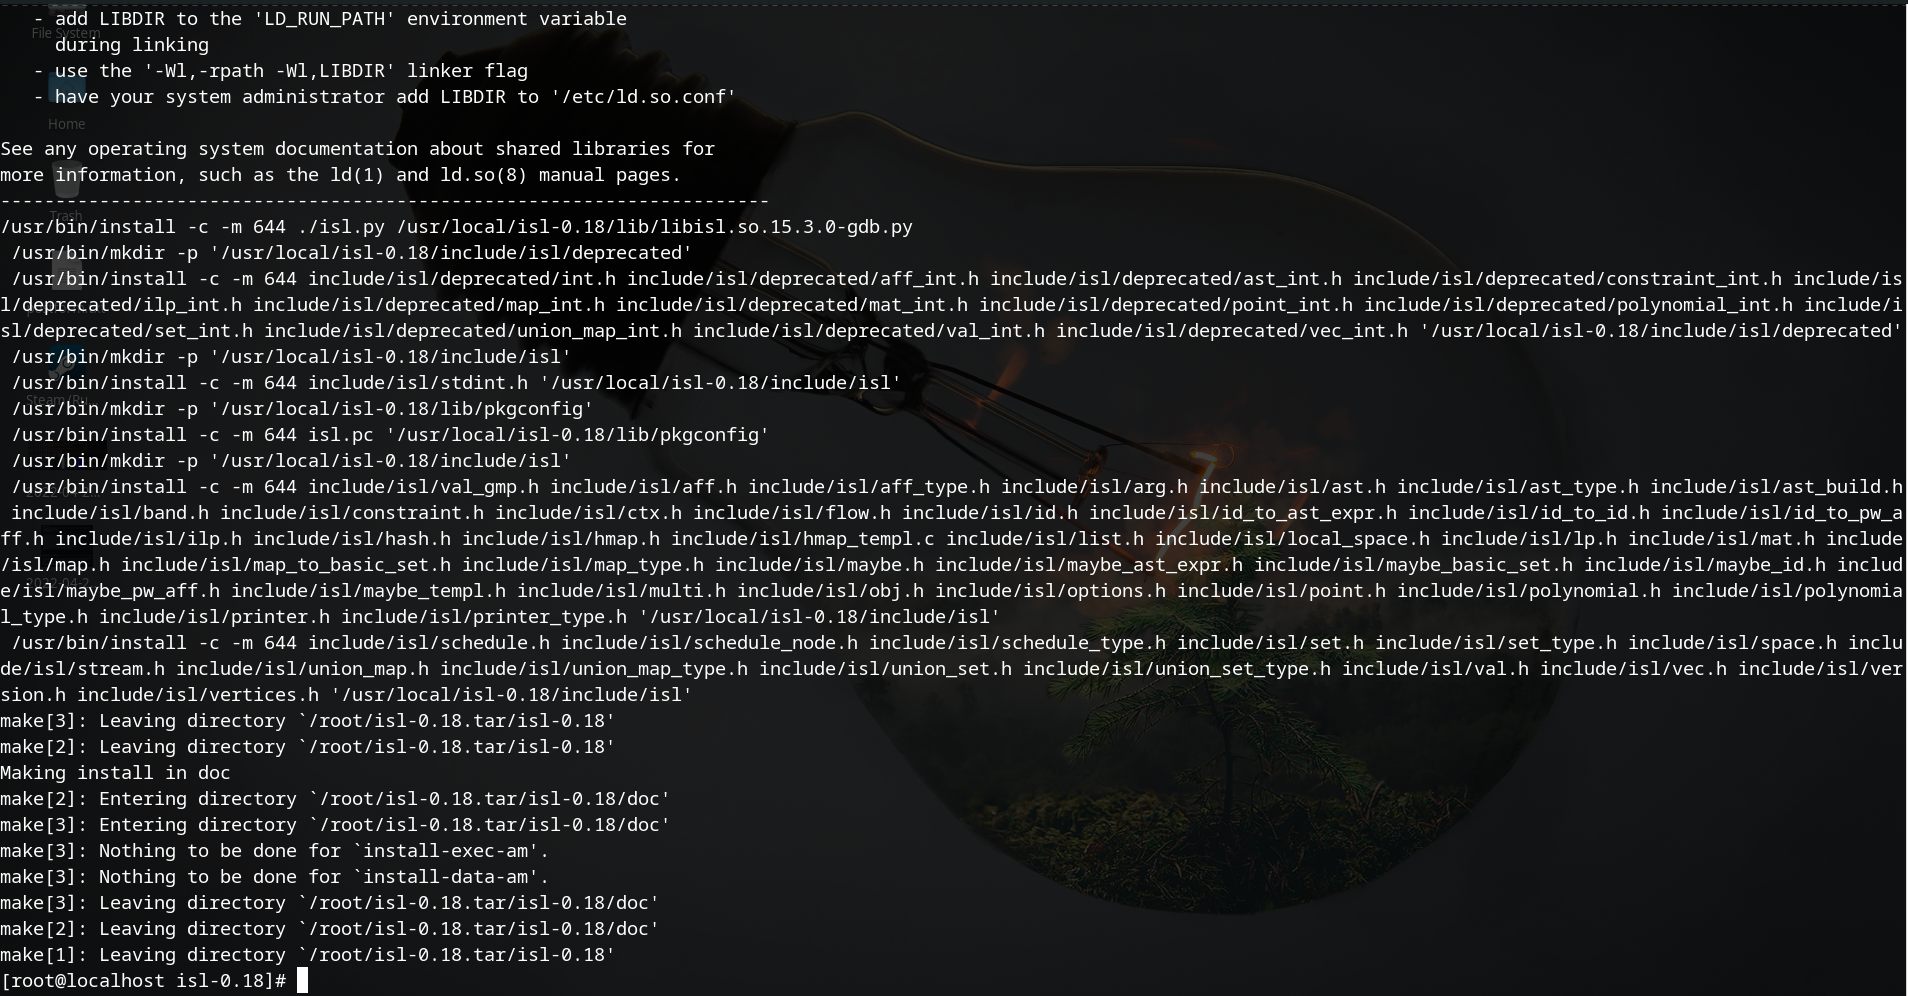 - add LIBDIR to the 'LD_RUN_PATH' environment variable
File System
     during linking
   - use the '-Wl,-rpath -Wl,LIBDIR' linker flag
   - have your system administrator add LIBDIR to '/etc/ld.so.conf'
Home
See any operating system documentation about shared libraries for
more information, such as the ld(1) and ld.so(8) manual pages.
----------------------------------------------------------------------
Trash
/usr/bin/install -c -m 644 ./isl.py /usr/local/isl-0.18/lib/libisl.so.15.3.0-gdb.py
 /usr/bin/mkdir -p '/usr/local/isl-0.18/include/isl/deprecated'
 /usr/bin/install -c -m 644 include/isl/deprecated/int.h include/isl/deprecated/aff_int.h include/isl/deprecated/ast_int.h include/isl/deprecated/constraint_int.h include/is
l/deprecated/ilp_int.h include/isl/deprecated/map_int.h include/isl/deprecated/mat_int.h include/isl/deprecated/point_int.h include/isl/deprecated/polynomial_int.h include/i
sl/deprecated/set_int.h include/isl/deprecated/union_map_int.h include/isl/deprecated/val_int.h include/isl/deprecated/vec_int.h '/usr/local/isl-0.18/include/isl/deprecated'
 /usr/bin/mkdir -p '/usr/local/isl-0.18/include/isl'
 /usr/bin/install -c -m 644 include/isl/stdint.h '/usr/local/isl-0.18/include/isl'
Steam/Ru...
 /usr/bin/mkdir -p '/usr/local/isl-0.18/lib/pkgconfig'
 /usr/bin/install -c -m 644 isl.pc '/usr/local/isl-0.18/lib/pkgconfig'
 /usr/bin/mkdir -p '/usr/local/isl-0.18/include/isl'
 /usr/bin/install -c -m 644 include/isl/val_gmp.h include/isl/aff.h include/isl/aff_type.h include/isl/arg.h include/isl/ast.h include/isl/ast_type.h include/isl/ast_build.h
 include/isl/band.h include/isl/constraint.h include/isl/ctx.h include/isl/flow.h include/isl/id.h include/isl/id_to_ast_expr.h include/isl/id_to_id.h include/isl/id_to_pw_a
ff.h include/isl/ilp.h include/isl/hash.h include/isl/hmap.h include/isl/hmap_templ.c include/isl/list.h include/isl/local_space.h include/isl/lp.h include/isl/mat.h include
/isl/map.h include/isl/map_to_basic_set.h include/isl/map_type.h include/isl/maybe.h include/isl/maybe_ast_expr.h include/isl/maybe_basic_set.h include/isl/maybe_id.h includ
e/isl/maybe_pw_aff.h include/isl/maybe_templ.h include/isl/multi.h include/isl/obj.h include/isl/options.h include/isl/point.h include/isl/polynomial.h include/isl/polynomia
l_type.h include/isl/printer.h include/isl/printer_type.h '/usr/local/isl-0.18/include/isl'
 /usr/bin/install -c -m 644 include/isl/schedule.h include/isl/schedule_node.h include/isl/schedule_type.h include/isl/set.h include/isl/set_type.h include/isl/space.h inclu
de/isl/stream.h include/isl/union_map.h include/isl/union_map_type.h include/isl/union_set.h include/isl/union_set_type.h include/isl/val.h include/isl/vec.h include/isl/ver
sion.h include/isl/vertices.h '/usr/local/isl-0.18/include/isl'
make[3]: Leaving directory `/root/isl-0.18.tar/isl-0.18'
make[2]: Leaving directory `/root/isl-0.18.tar/isl-0.18'
Making install in doc
make[2]: Entering directory `/root/isl-0.18.tar/isl-0.18/doc'
make[3]: Entering directory `/root/isl-0.18.tar/isl-0.18/doc'
make[3]: Nothing to be done for `install-exec-am'.
make[3]: Nothing to be done for `install-data-am'.
make[3]: Leaving directory `/root/isl-0.18.tar/isl-0.18/doc'
make[2]: Leaving directory `/root/isl-0.18.tar/isl-0.18/doc'
make[1]: Leaving directory `/root/isl-0.18.tar/isl-0.18'
[root@localhost isl-0.18]#